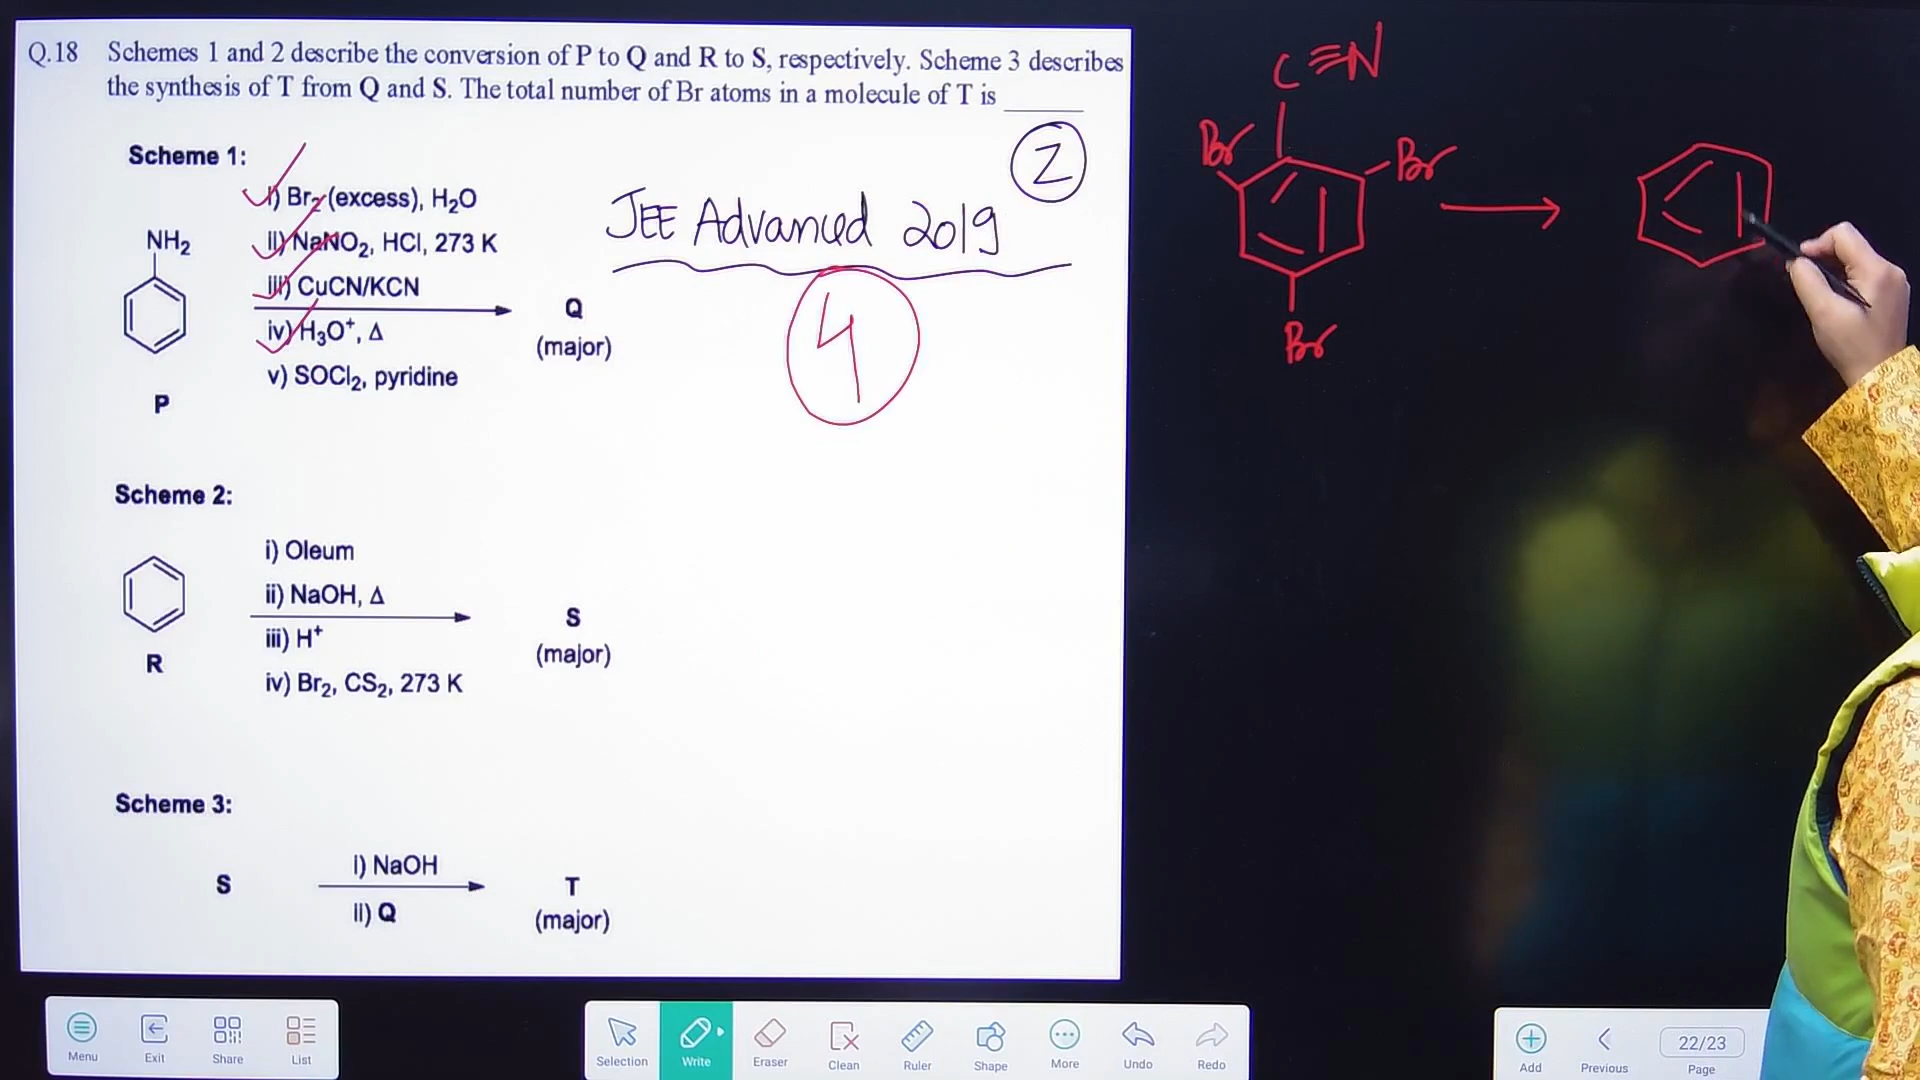 Q.18 Schemes 1 and 2 describe the conversion of P to Q and R to S, respectively. Scheme 3 describes
the synthesis of T from Q and S. The total number of Br atoms in a molecule of T is ______
2
Scheme 1:
i) Br₂ (excess), H₂O
ii) NaNO₂, HCl, 273 K
iii) CuCN/KCN
iv) H₃O⁺, Δ
v) SOCl₂, pyridine
NH₂
P
Q
(major)
JEE Advanced 2019
4
Scheme 2:
i) Oleum
ii) NaOH, Δ
iii) H⁺
iv) Br₂, CS₂, 273 K
R
S
(major)
Scheme 3:
S
i) NaOH
ii) Q
T
(major)
C≡N
Br
Br
Br
Menu
Exit
Share
List
Selection
Write
Eraser
Clean
Ruler
Shape
More
Undo
Redo
Add
Previous
22/23
Page